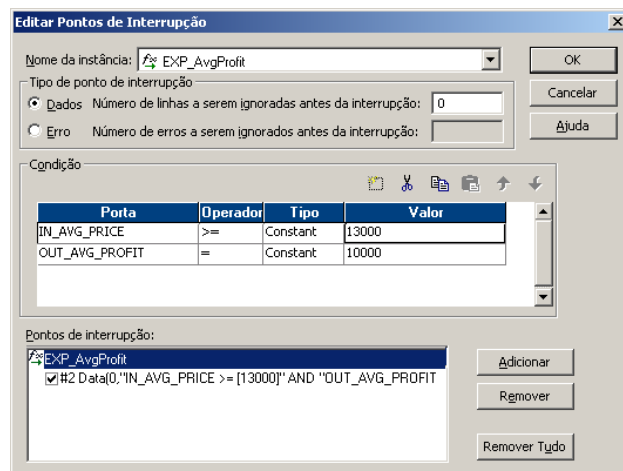 Editar Pontos de Interrupção
Nome da instância: EXP_AvgProfit
OK
Tipo de ponto de interrupção
Cancelar
Dados Número de linhas a serem ignoradas antes da interrupção: 0
Erro Número de erros a serem ignorados antes da interrupção:
Ajuda
Condição
Porta Operador Tipo Valor
IN_AVG_PRICE >= Constant 13000
OUT_AVG_PROFIT = Constant 10000
Pontos de interrupção:
EXP_AvgProfit
#2 Data(0,"IN_AVG_PRICE >= [13000]" AND "OUT_AVG_PROFIT
Adicionar
Remover
Remover Tudo